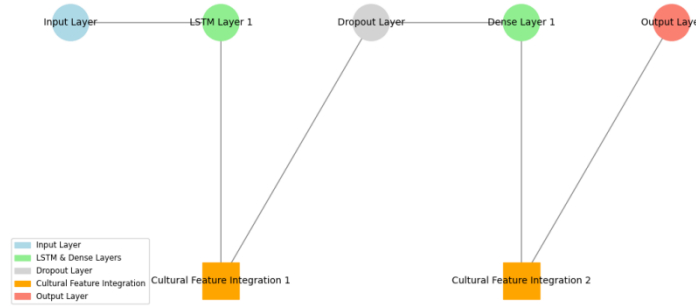 Input Layer
LSTM Layer 1
Dropout Layer
Dense Layer 1
Output Laye
Cultural Feature Integration 1
Cultural Feature Integration 2
Input Layer
LSTM & Dense Layers
Dropout Layer
Cultural Feature Integration
Output Layer